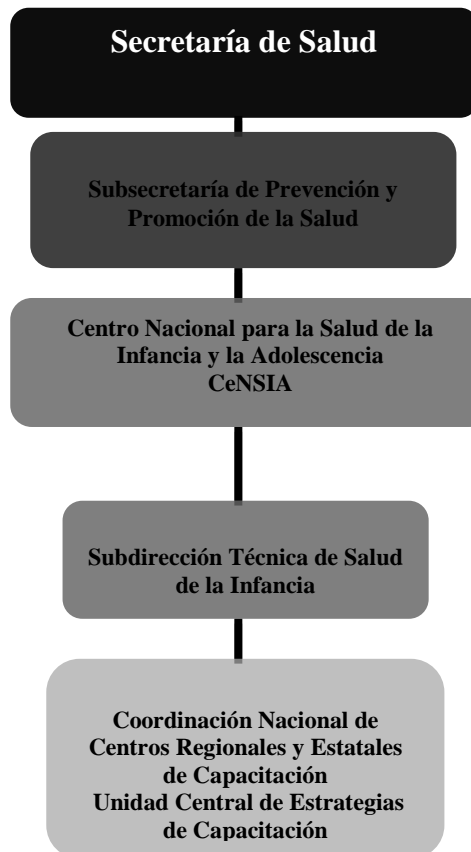 Secretaría de Salud
Subsecretaría de Prevención y
Promoción de la Salud
Centro Nacional para la Salud de la
Infancia y la Adolescencia
CeNSIA
Subdirección Técnica de Salud
de la Infancia
Coordinación Nacional de
Centros Regionales y Estatales
de Capacitación
Unidad Central de Estrategias
de Capacitación